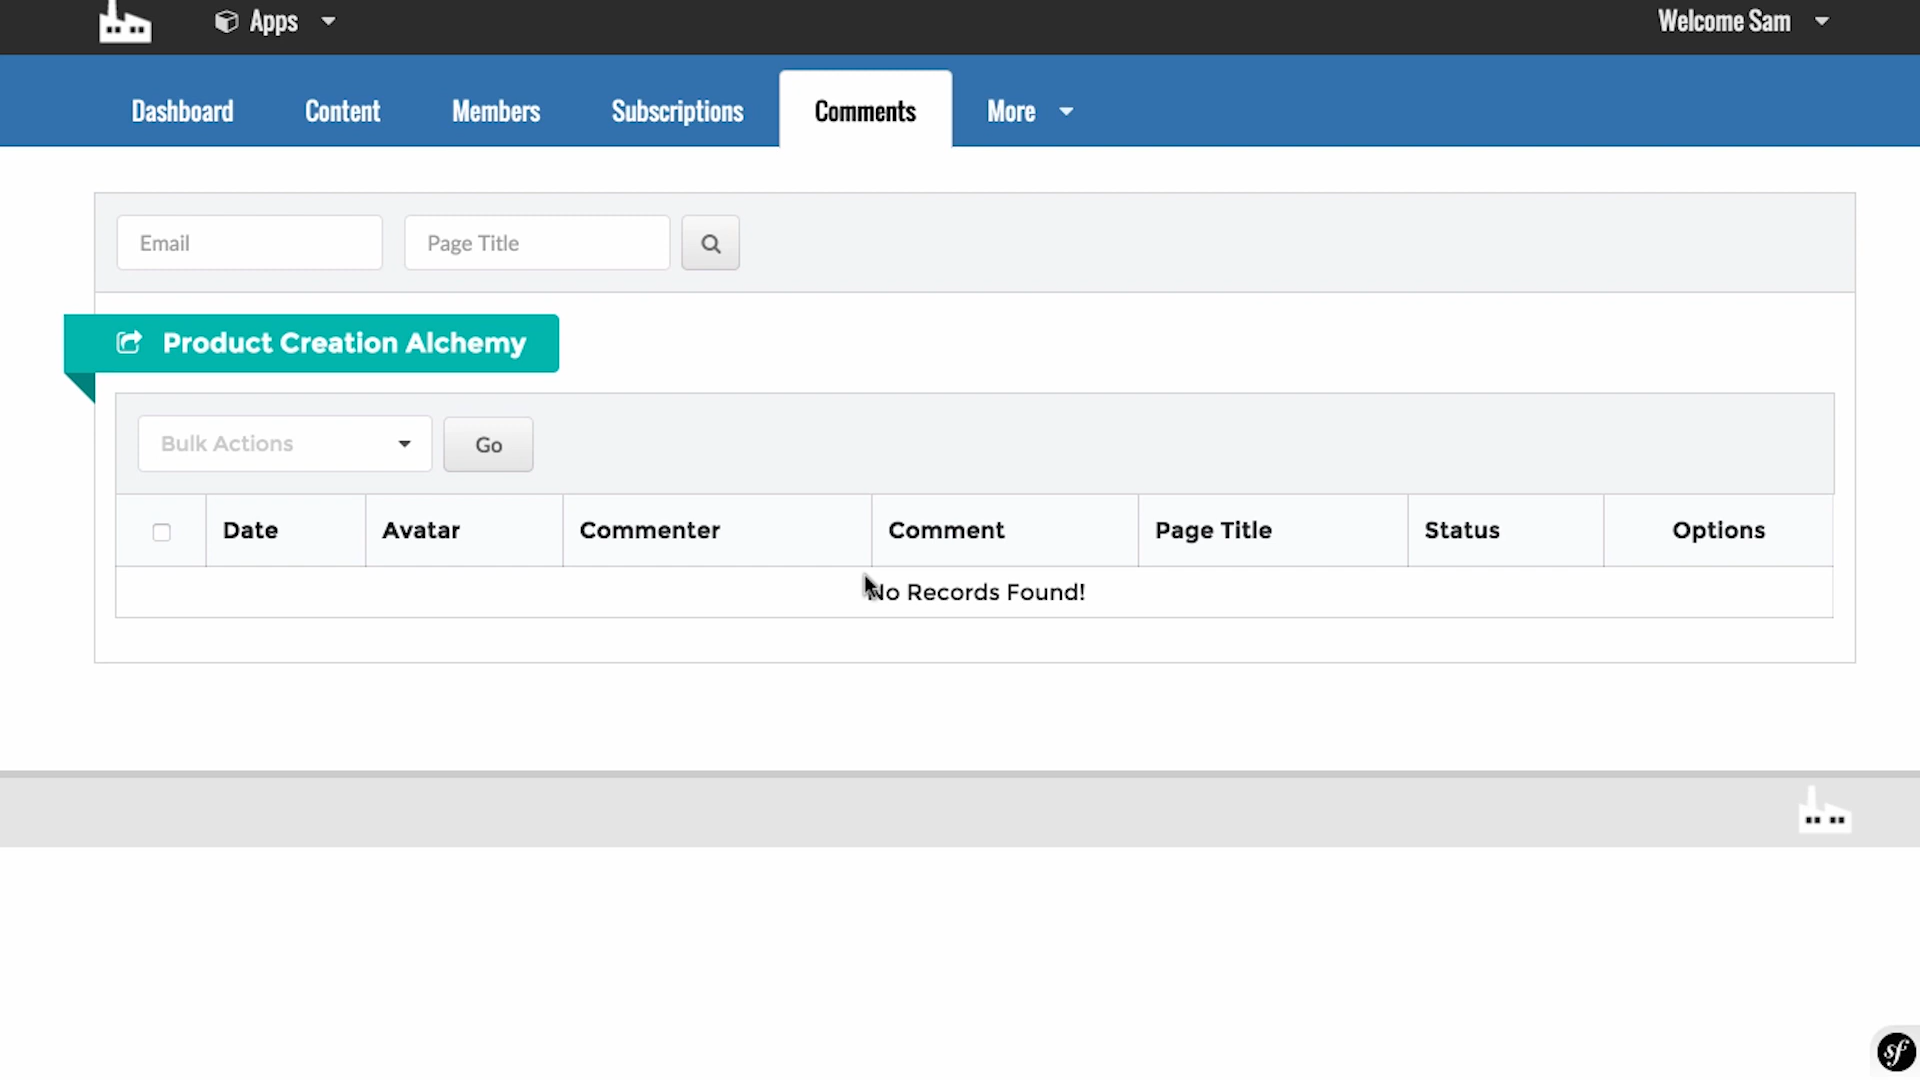 Apps
Welcome Sam
Dashboard Content Members Subscriptions Comments More
Email Page Title
Product Creation Alchemy
Bulk Actions Go
Date Avatar Commenter Comment Page Title Status Options
No Records Found!
sf